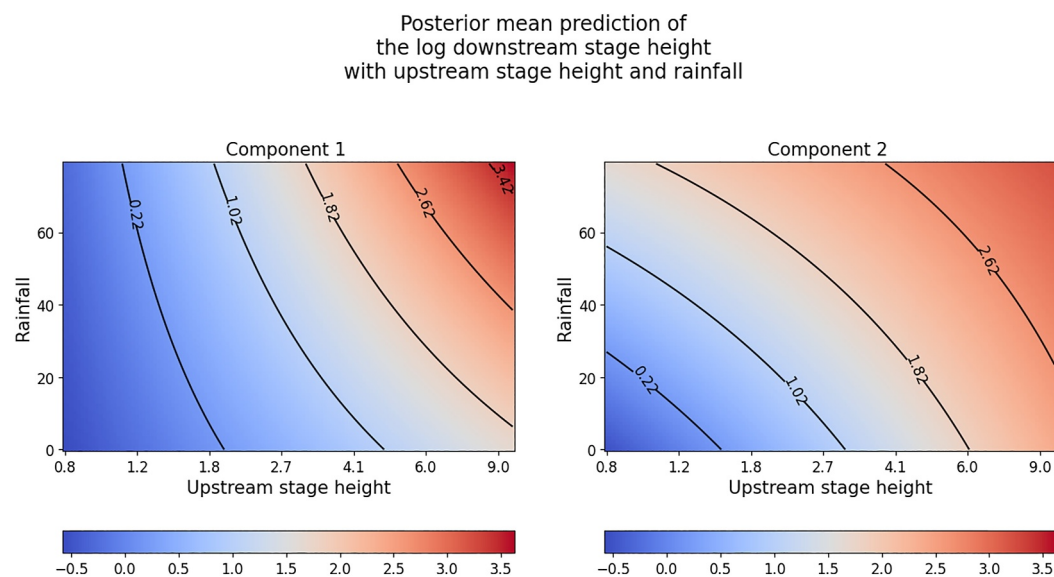 Posterior mean prediction of
the log downstream stage height
with upstream stage height and rainfall
Component 1
Rainfall
60
40
20
0
0.22
1.02
1.82
2.62
3.42
0.8 1.2 1.8 2.7 4.1 6.0 9.0
Upstream stage height
−0.5 0.0 0.5 1.0 1.5 2.0 2.5 3.0 3.5
Component 2
Rainfall
60
40
20
0
0.22
1.02
1.82
2.62
0.8 1.2 1.8 2.7 4.1 6.0 9.0
Upstream stage height
−0.5 0.0 0.5 1.0 1.5 2.0 2.5 3.0 3.5